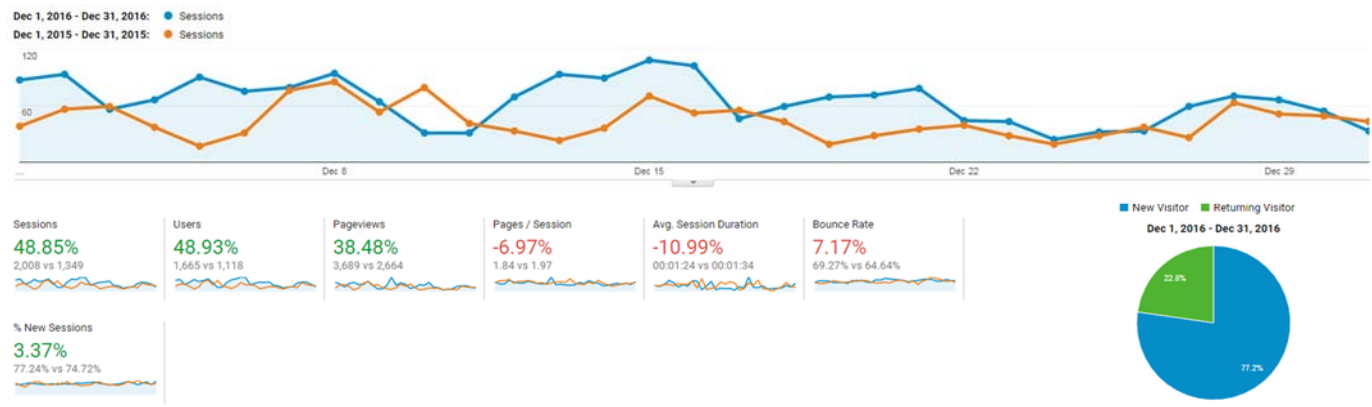 Dec 1, 2016 - Dec 31, 2016: Sessions
Dec 1, 2015 - Dec 31, 2015: Sessions
120
60
... Dec 8 Dec 15 Dec 22 Dec 29
Sessions
48.85%
2,008 vs 1,349
Users
48.93%
1,665 vs 1,118
Pageviews
38.48%
3,689 vs 2,664
Pages / Session
-6.97%
1.84 vs 1.97
Avg. Session Duration
-10.99%
00:01:24 vs 00:01:34
Bounce Rate
7.17%
69.27% vs 64.64%
% New Sessions
3.37%
77.24% vs 74.72%
New Visitor Returning Visitor
Dec 1, 2016 - Dec 31, 2016
22.8%
77.2%